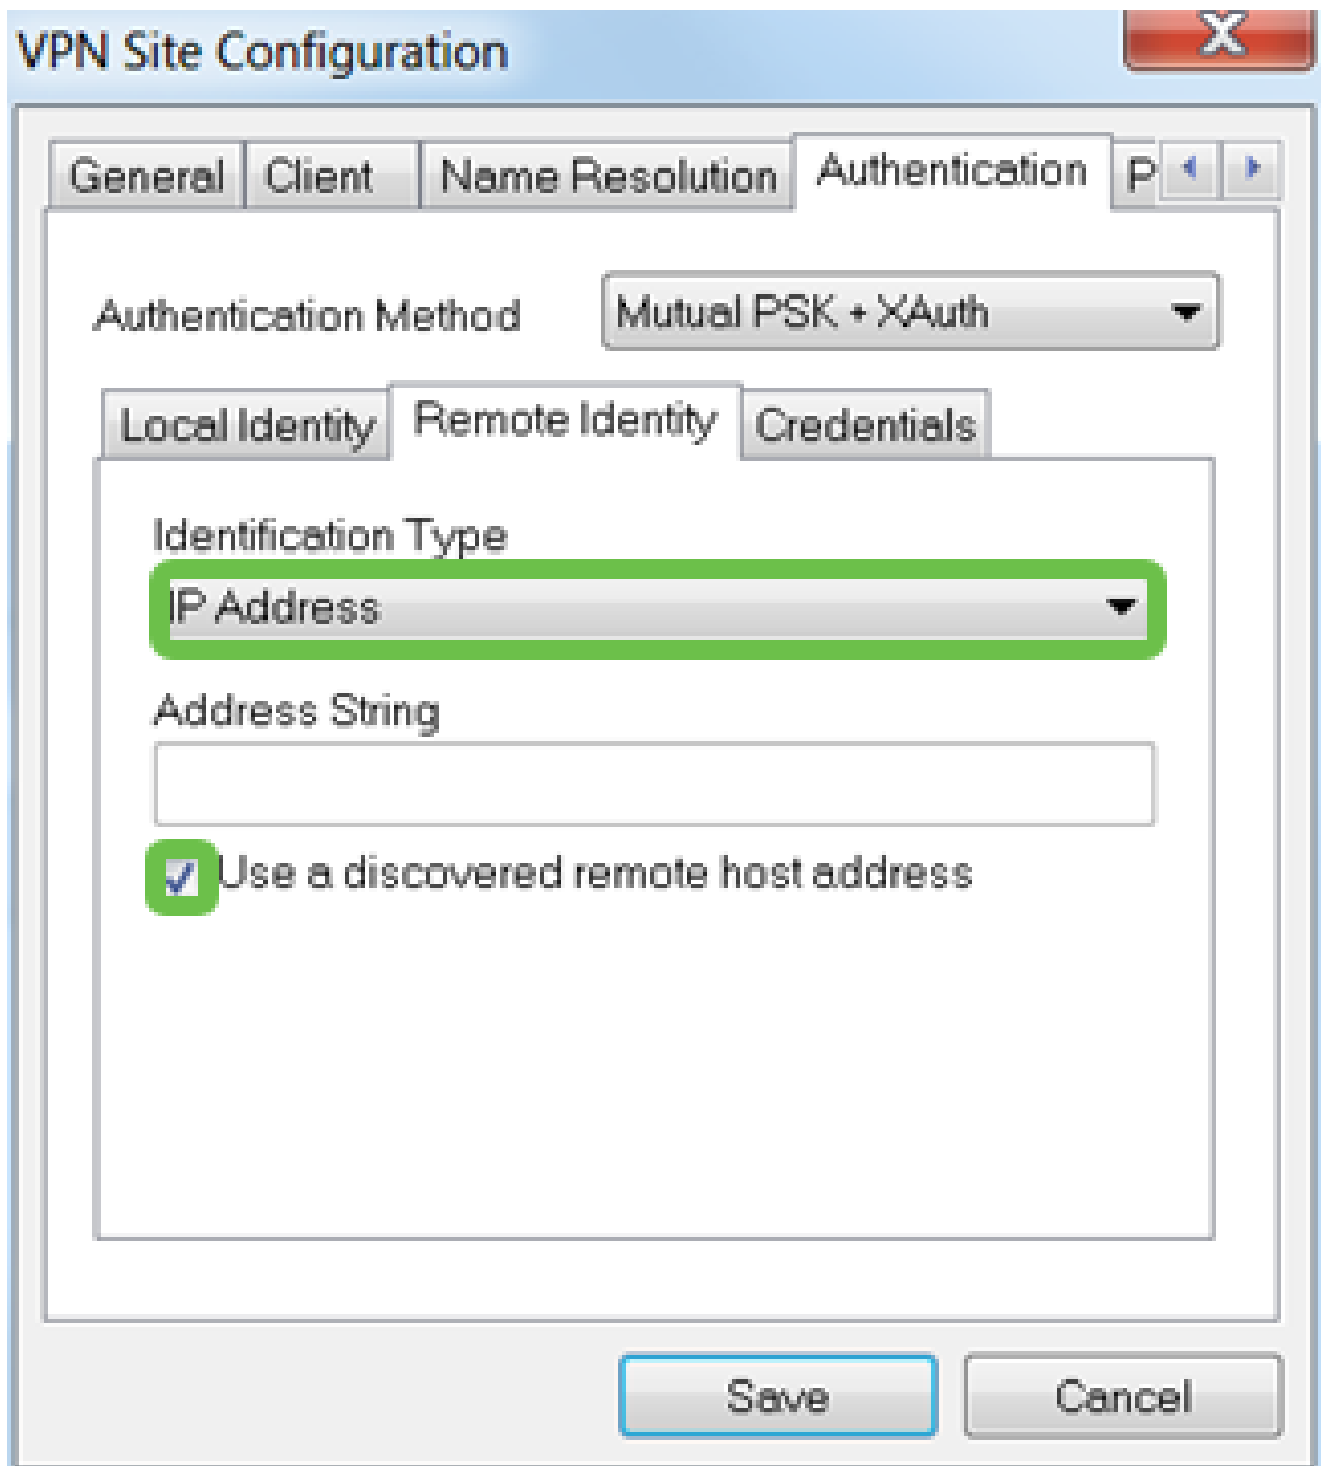 VPN Site Configuration
General Client Name Resolution Authentication P
Authentication Method Mutual PSK + XAuth
Local Identity Remote Identity Credentials
Identification Type
IP Address
Address String
Use a discovered remote host address
Save Cancel